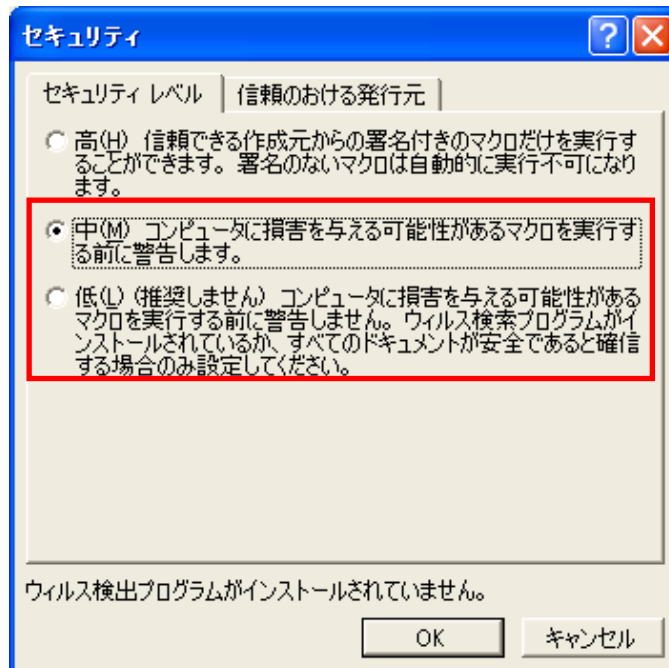 セキュリティ
セキュリティ レベル 信頼のおける発行元
高(H) 信頼できる作成元からの署名付きのマクロだけを実行す
ることができます。署名のないマクロは自動的に実行不可になり
ます。
中(M) コンピュータに損害を与える可能性があるマクロを実行す
る前に警告します。
低(L) (推奨しません) コンピュータに損害を与える可能性がある
マクロを実行する前に警告しません。ウィルス検索プログラムがイ
ンストールされているか、すべてのドキュメントが安全であると確信
する場合のみ設定してください。
ウィルス検出プログラムがインストールされていません。
OK キャンセル